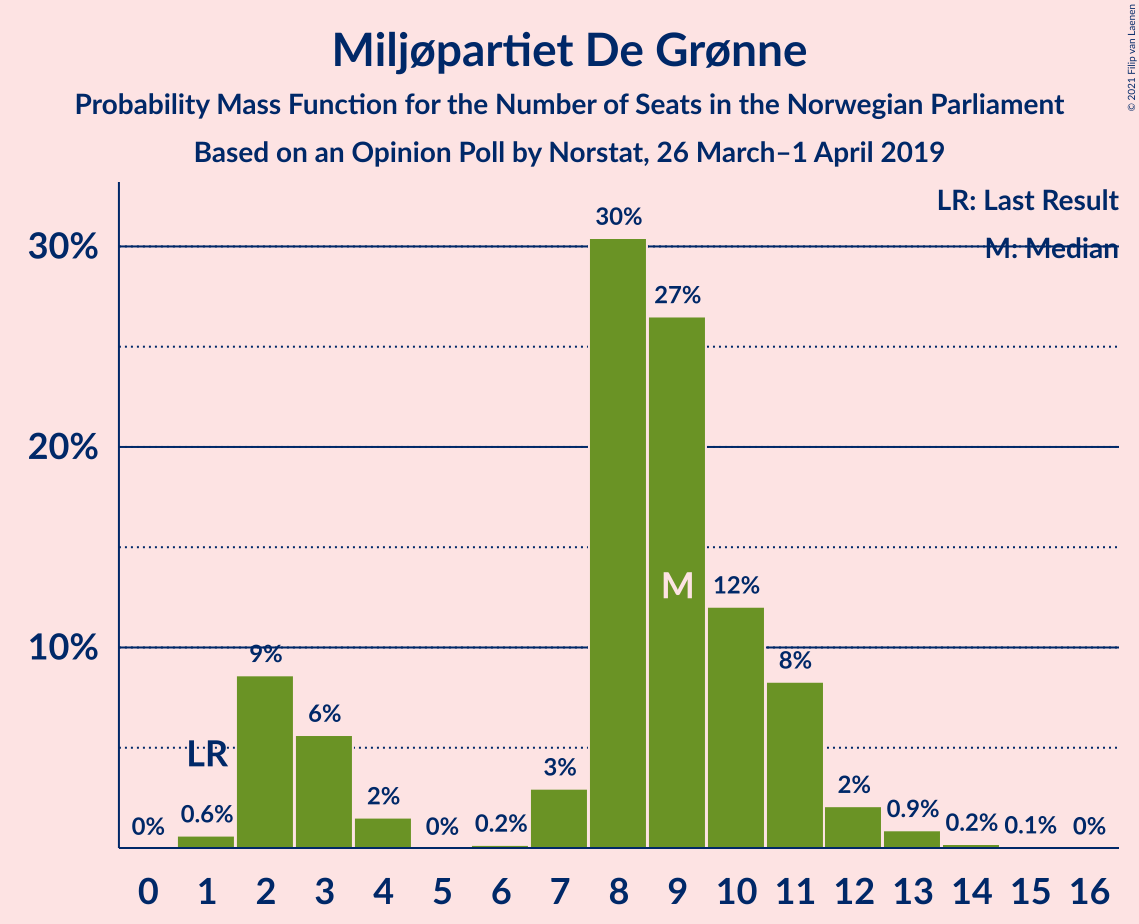 Miljøpartiet De Grønne
Probability Mass Function for the Number of Seats in the Norwegian Parliament
Based on an Opinion Poll by Norstat, 26 March–1 April 2019
© 2021 Filip van Laenen
LR: Last Result
M: Median
30%
20%
10%
0%
0.6%
LR
9%
6%
2%
0%
0.2%
3%
30%
27%
M
12%
8%
2%
0.9%
0.2%
0.1%
0%
0 1 2 3 4 5 6 7 8 9 10 11 12 13 14 15 16